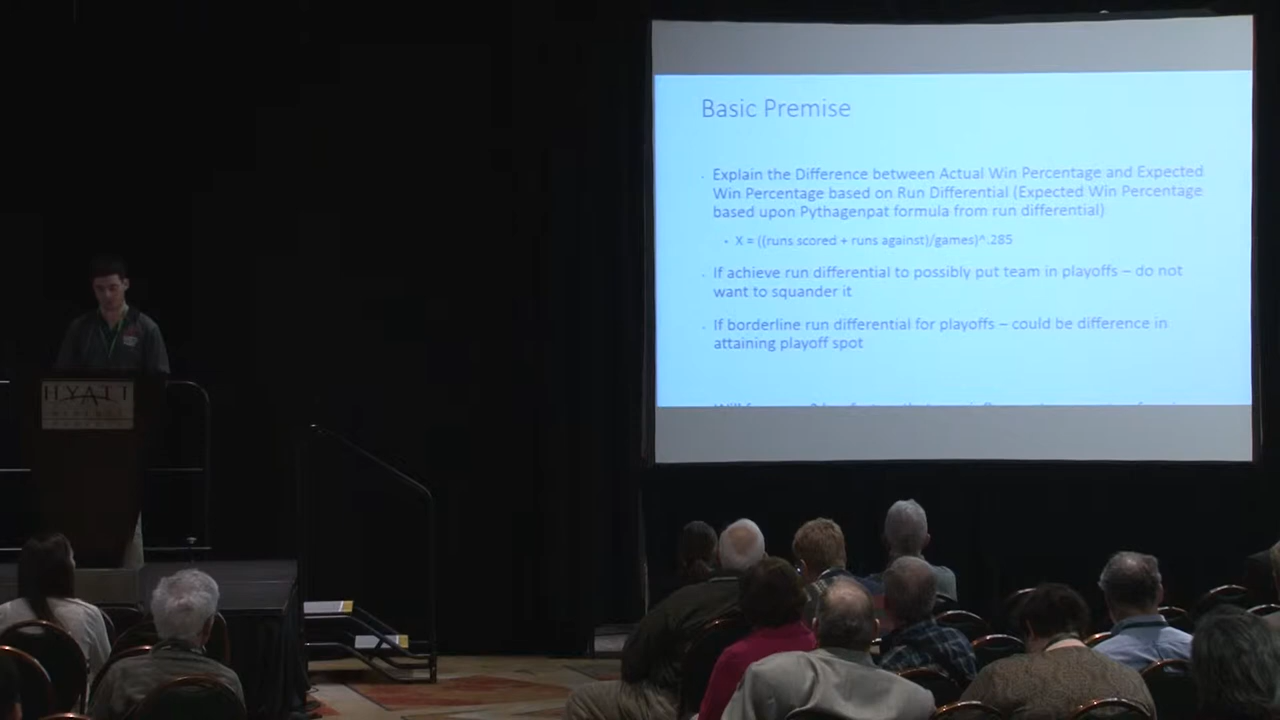 Basic Premise
Explain the Difference between Actual Win Percentage and Expected
Win Percentage based on Run Differential (Expected Win Percentage
based upon Pythagenpat formula from run differential)
X = ((runs scored + runs against)/games)^.285
If achieve run differential to possibly put team in playoffs – do not
want to squander it
If borderline run differential for playoffs – could be difference in
attaining playoff spot
HYATT